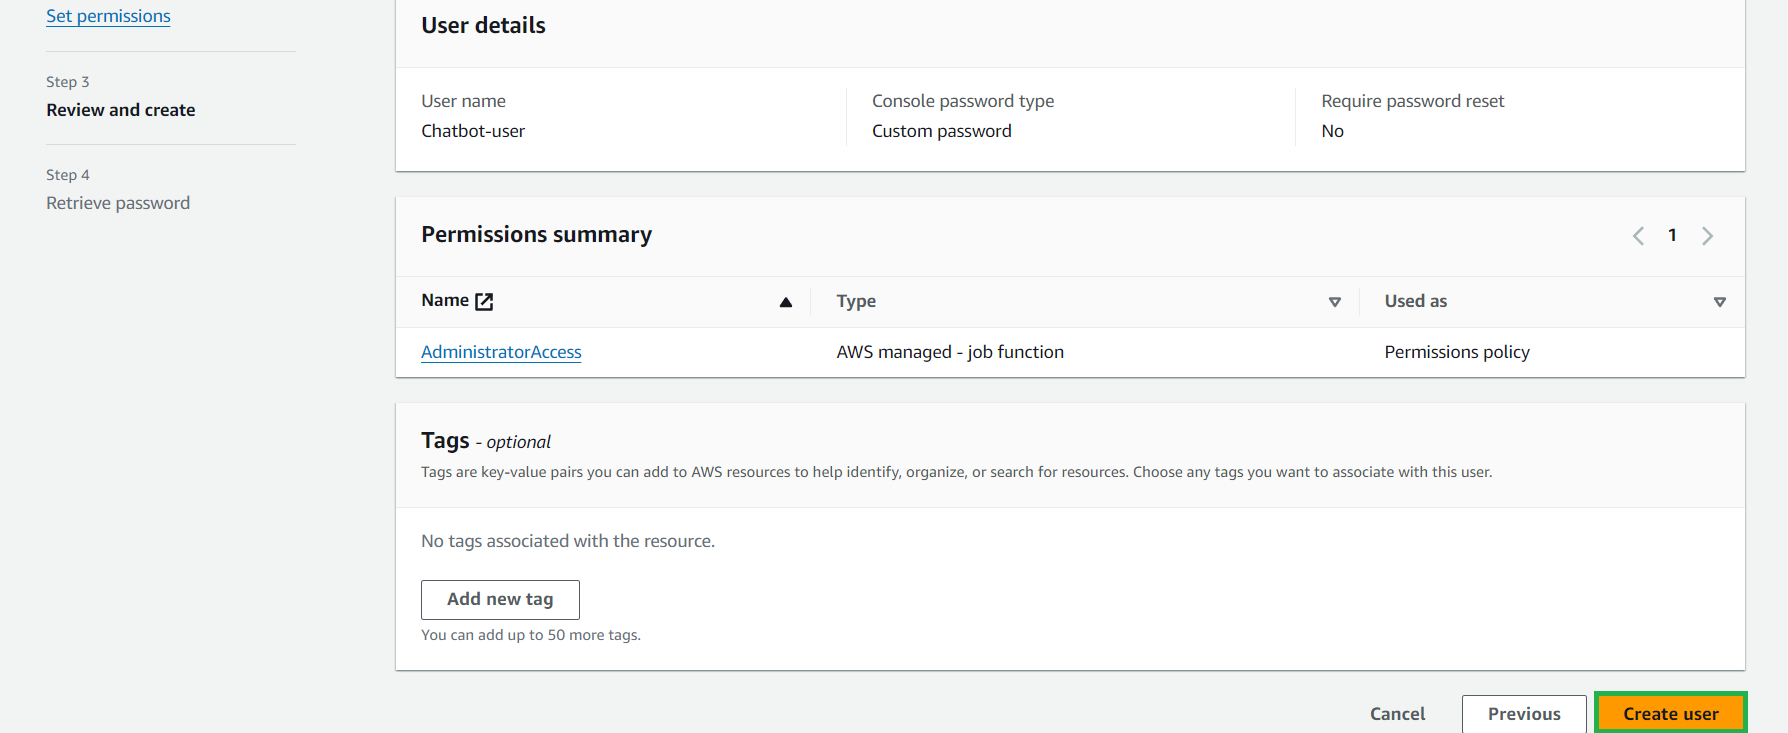 Set permissions
Step 3
Review and create
Step 4
Retrieve password
User details
User name
Chatbot-user
Console password type
Custom password
Require password reset
No
Permissions summary
1
Name Type Used as
AdministratorAccess AWS managed - job function Permissions policy
Tags - optional
Tags are key-value pairs you can add to AWS resources to help identify, organize, or search for resources. Choose any tags you want to associate with this user.
No tags associated with the resource.
Add new tag
You can add up to 50 more tags.
Cancel Previous Create user